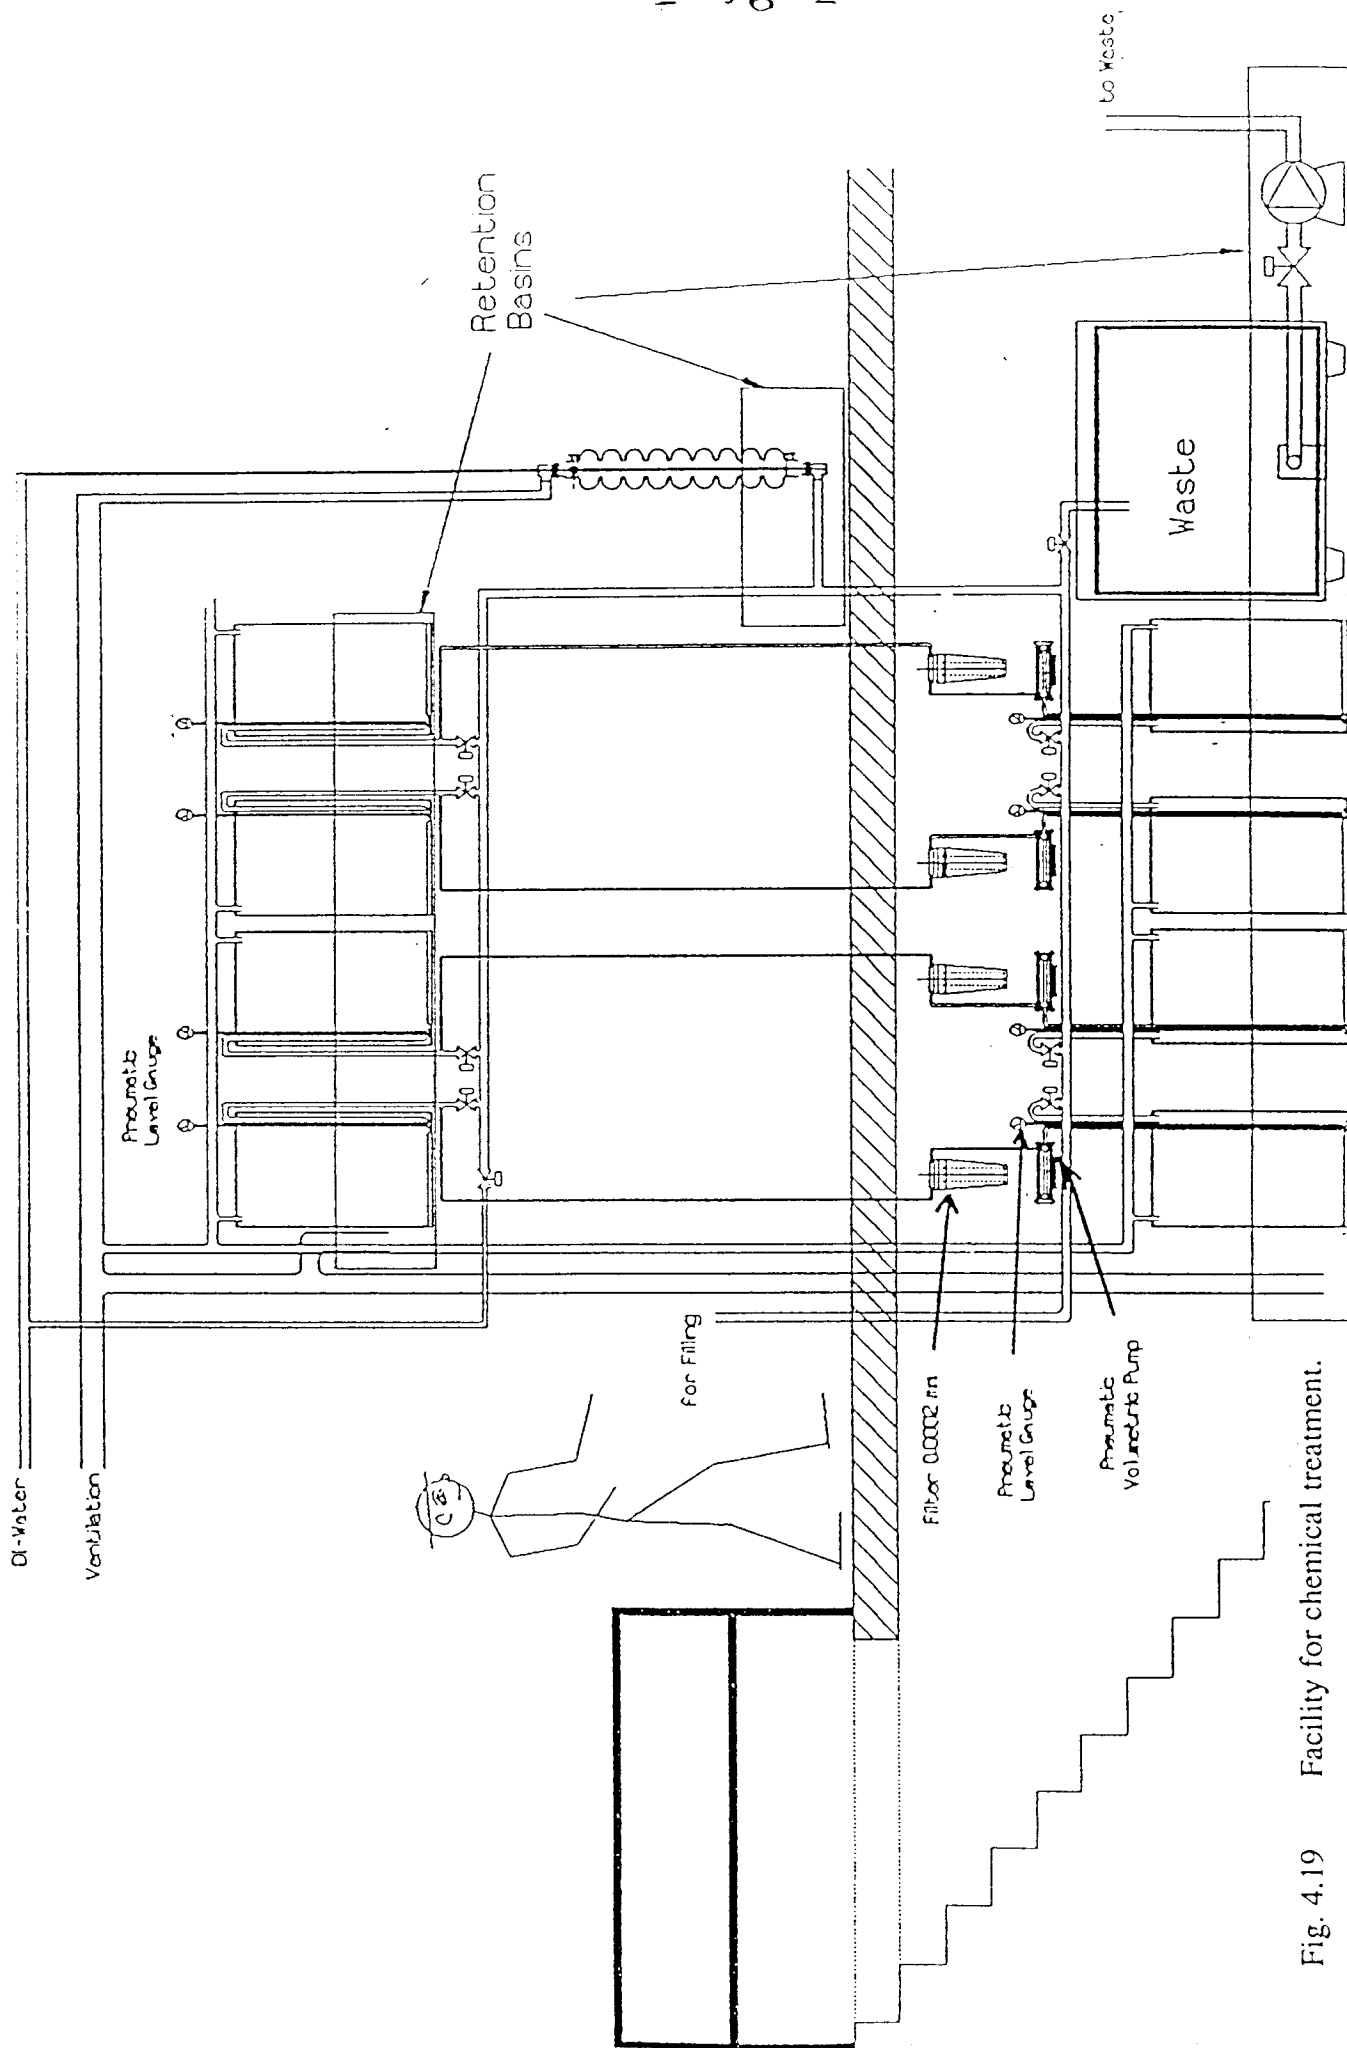 DI-Water
Ventilation
Pneumatic
Level Gauge
Retention
Basins
for Filling
Filter 0.0002 mm
Pneumatic
Level Gauge
Pneumatic
Volumetric Pump
Waste
to Waste
Fig. 4.19 Facility for chemical treatment.